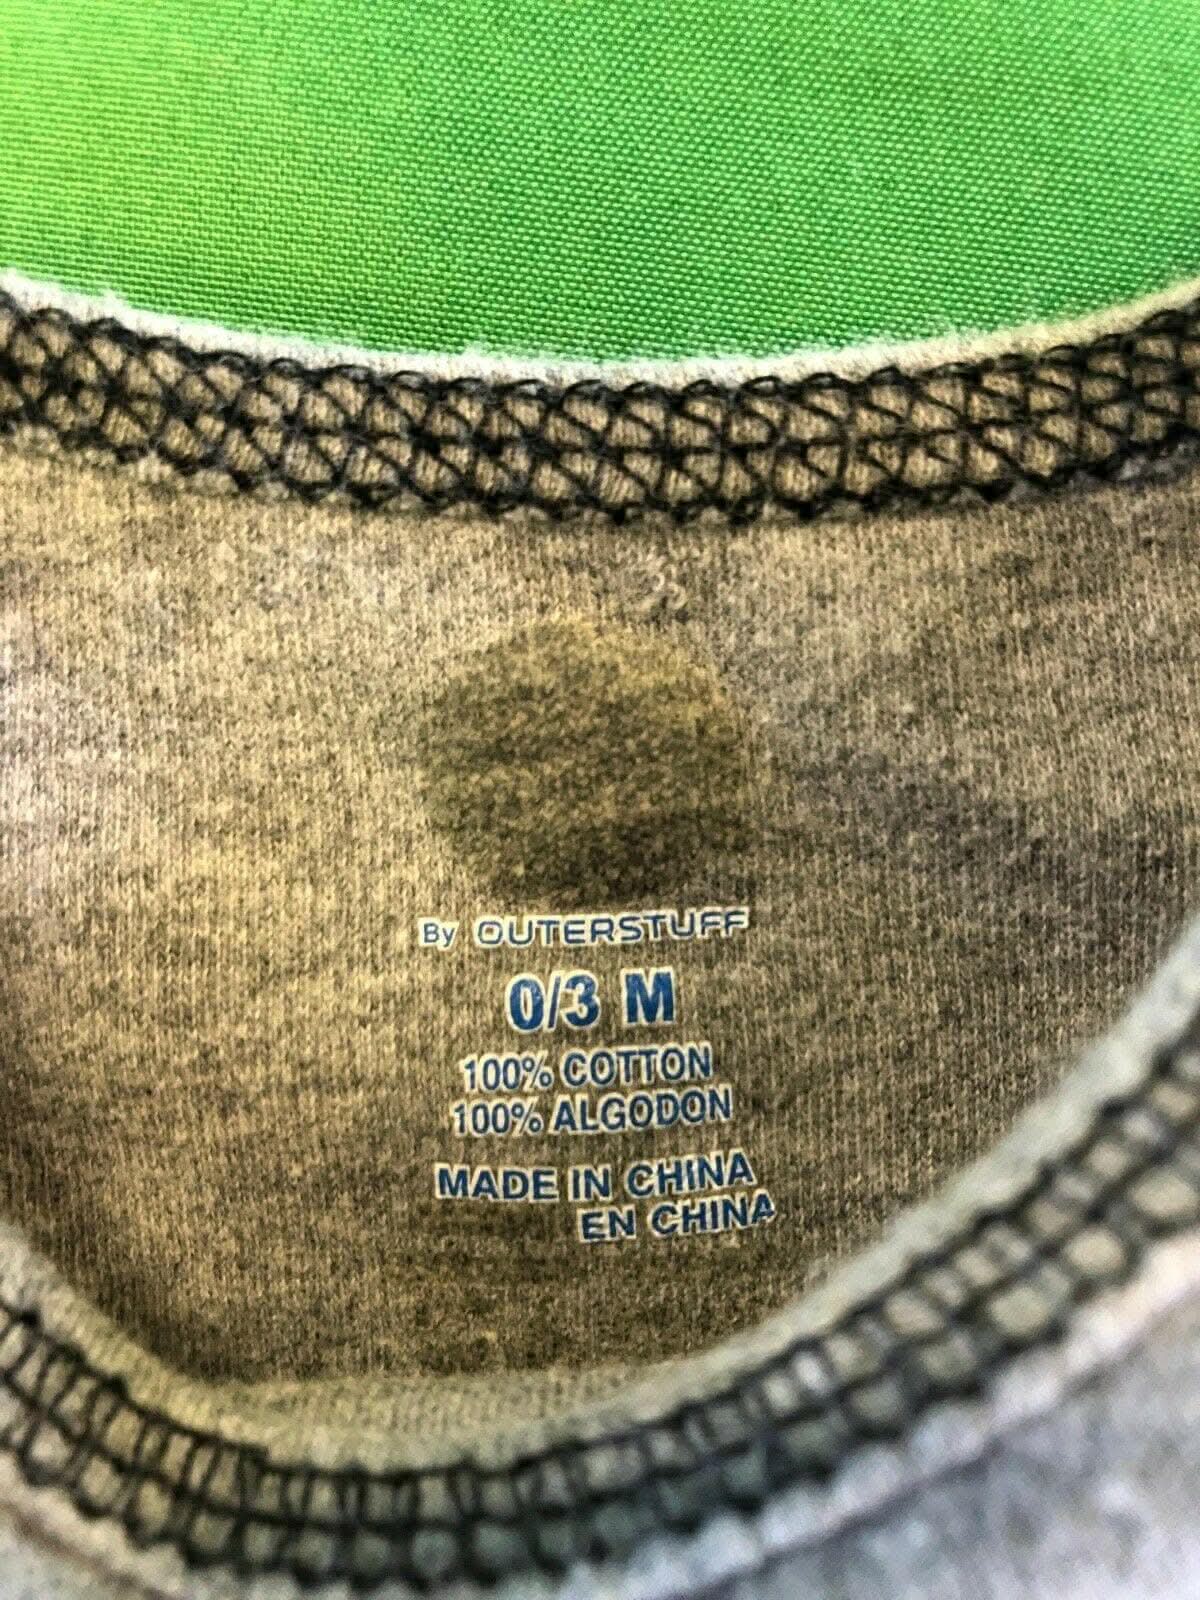 By OUTERSTUFF
0/3 M
100% COTTON
100% ALGODON
MADE IN CHINA
EN CHINA